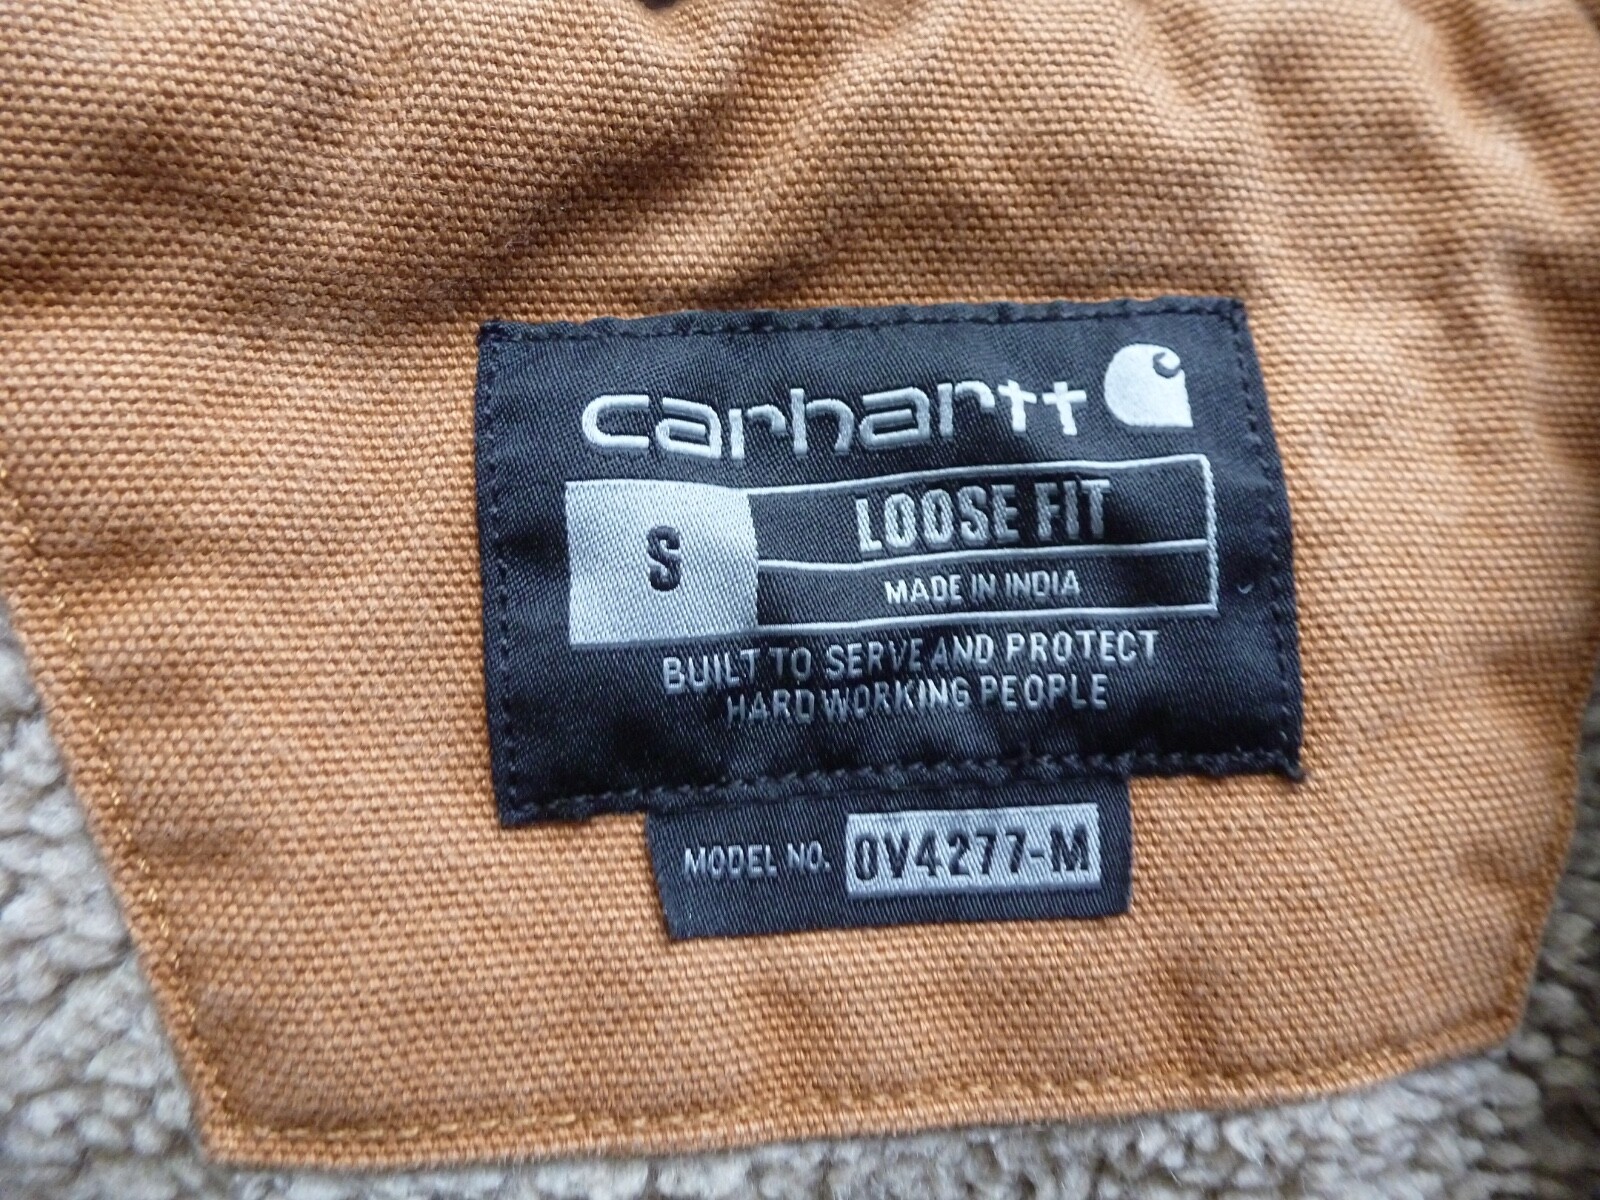 carhartt
S
LOOSE FIT
MADE IN INDIA
BUILT TO SERVE AND PROTECT
HARDWORKING PEOPLE
MODEL NO. OV4277-M